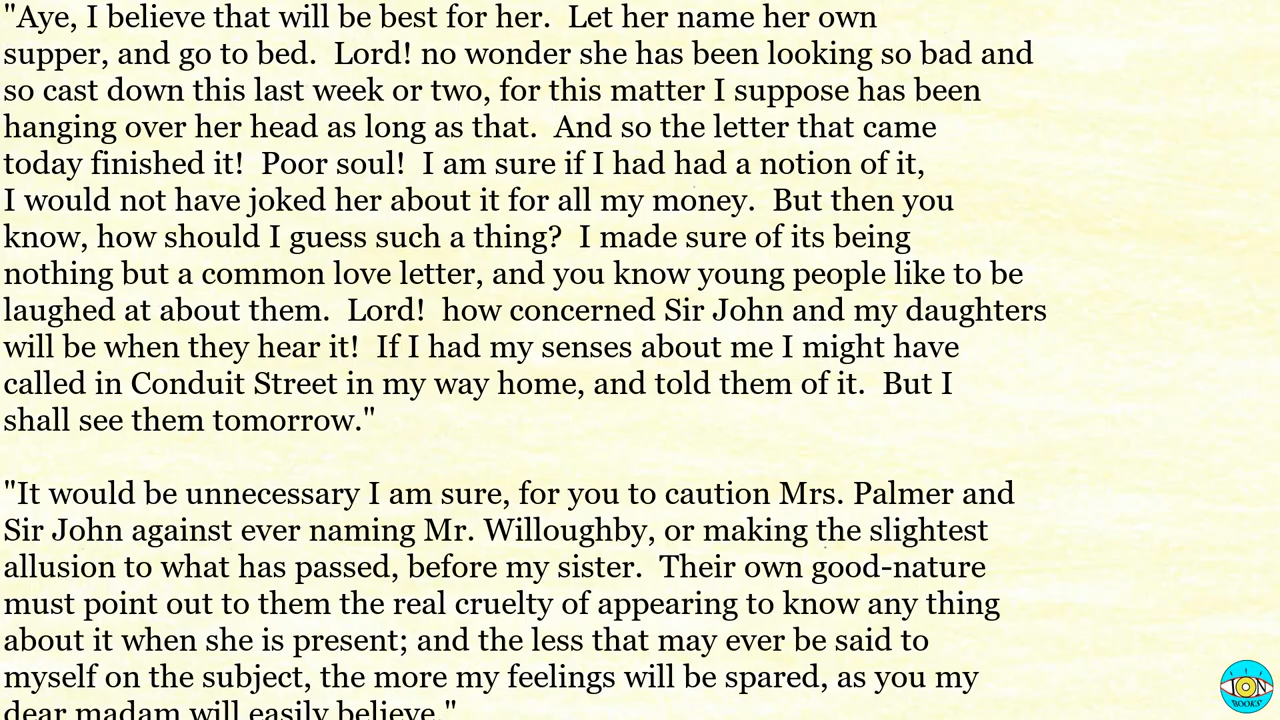 "Aye, I believe that will be best for her.  Let her name her own
supper, and go to bed.  Lord! no wonder she has been looking so bad and
so cast down this last week or two, for this matter I suppose has been
hanging over her head as long as that.  And so the letter that came
today finished it!  Poor soul!  I am sure if I had had a notion of it,
I would not have joked her about it for all my money.  But then you
know, how should I guess such a thing?  I made sure of its being
nothing but a common love letter, and you know young people like to be
laughed at about them.  Lord!  how concerned Sir John and my daughters
will be when they hear it!  If I had my senses about me I might have
called in Conduit Street in my way home, and told them of it.  But I
shall see them tomorrow."

"It would be unnecessary I am sure, for you to caution Mrs. Palmer and
Sir John against ever naming Mr. Willoughby, or making the slightest
allusion to what has passed, before my sister.  Their own good-nature
must point out to them the real cruelty of appearing to know any thing
about it when she is present; and the less that may ever be said to
myself on the subject, the more my feelings will be spared, as you my
dear madam will easily believe."
ION
BOOKS